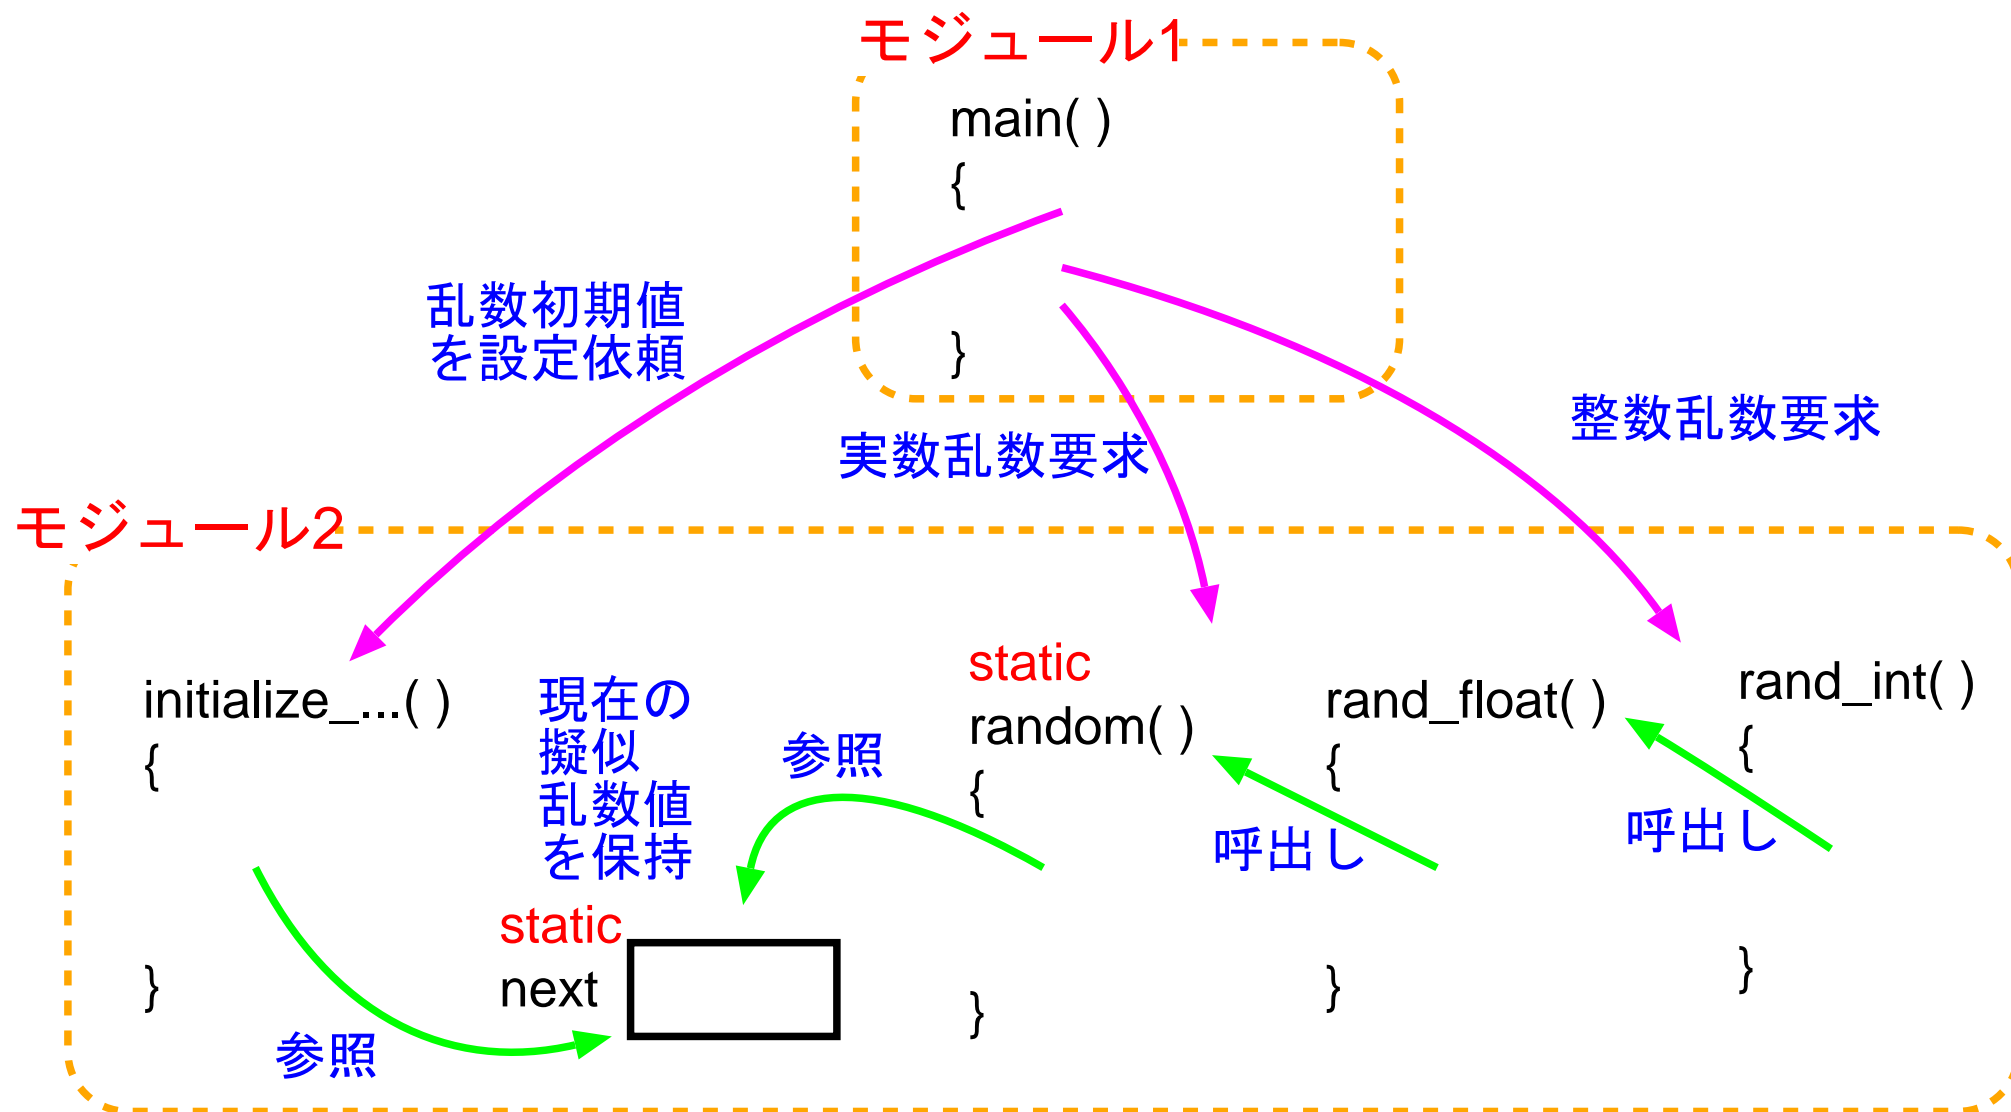 モジュール1
main( )
{
}
乱数初期値
を設定依頼
実数乱数要求
整数乱数要求
モジュール2
initialize_...( )
{
}
現在の
擬似
乱数値
を保持
static
next
参照
参照
static
random( )
{
}
呼出し
rand_float( )
{
}
呼出し
rand_int( )
{
}